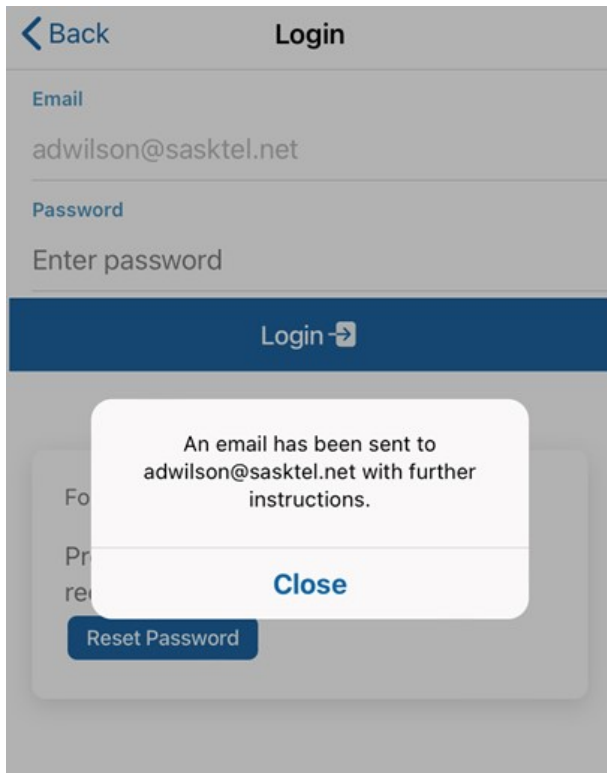 Back
Login
Email
adwilson@sasktel.net
Password
Enter password
Login
An email has been sent to
adwilson@sasktel.net with further
instructions.
Close
Reset Password